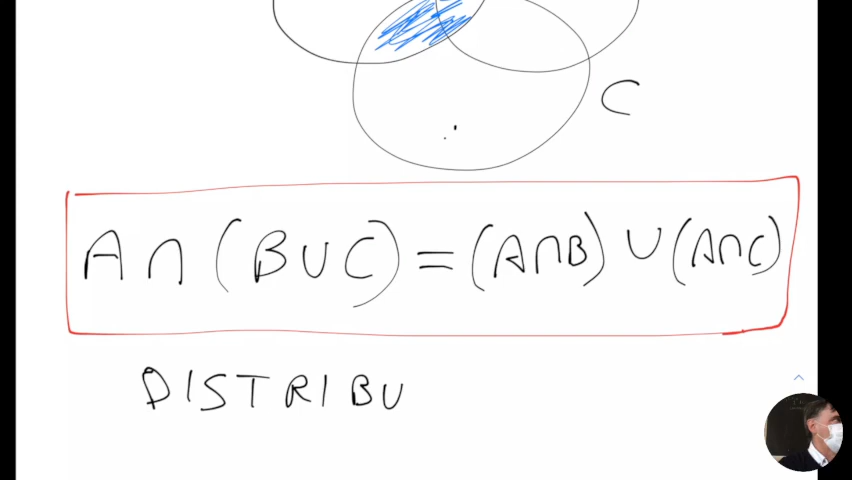 C
A ∩ (B ∪ C) = (A∩B) ∪ (A∩C)
DISTRIBU